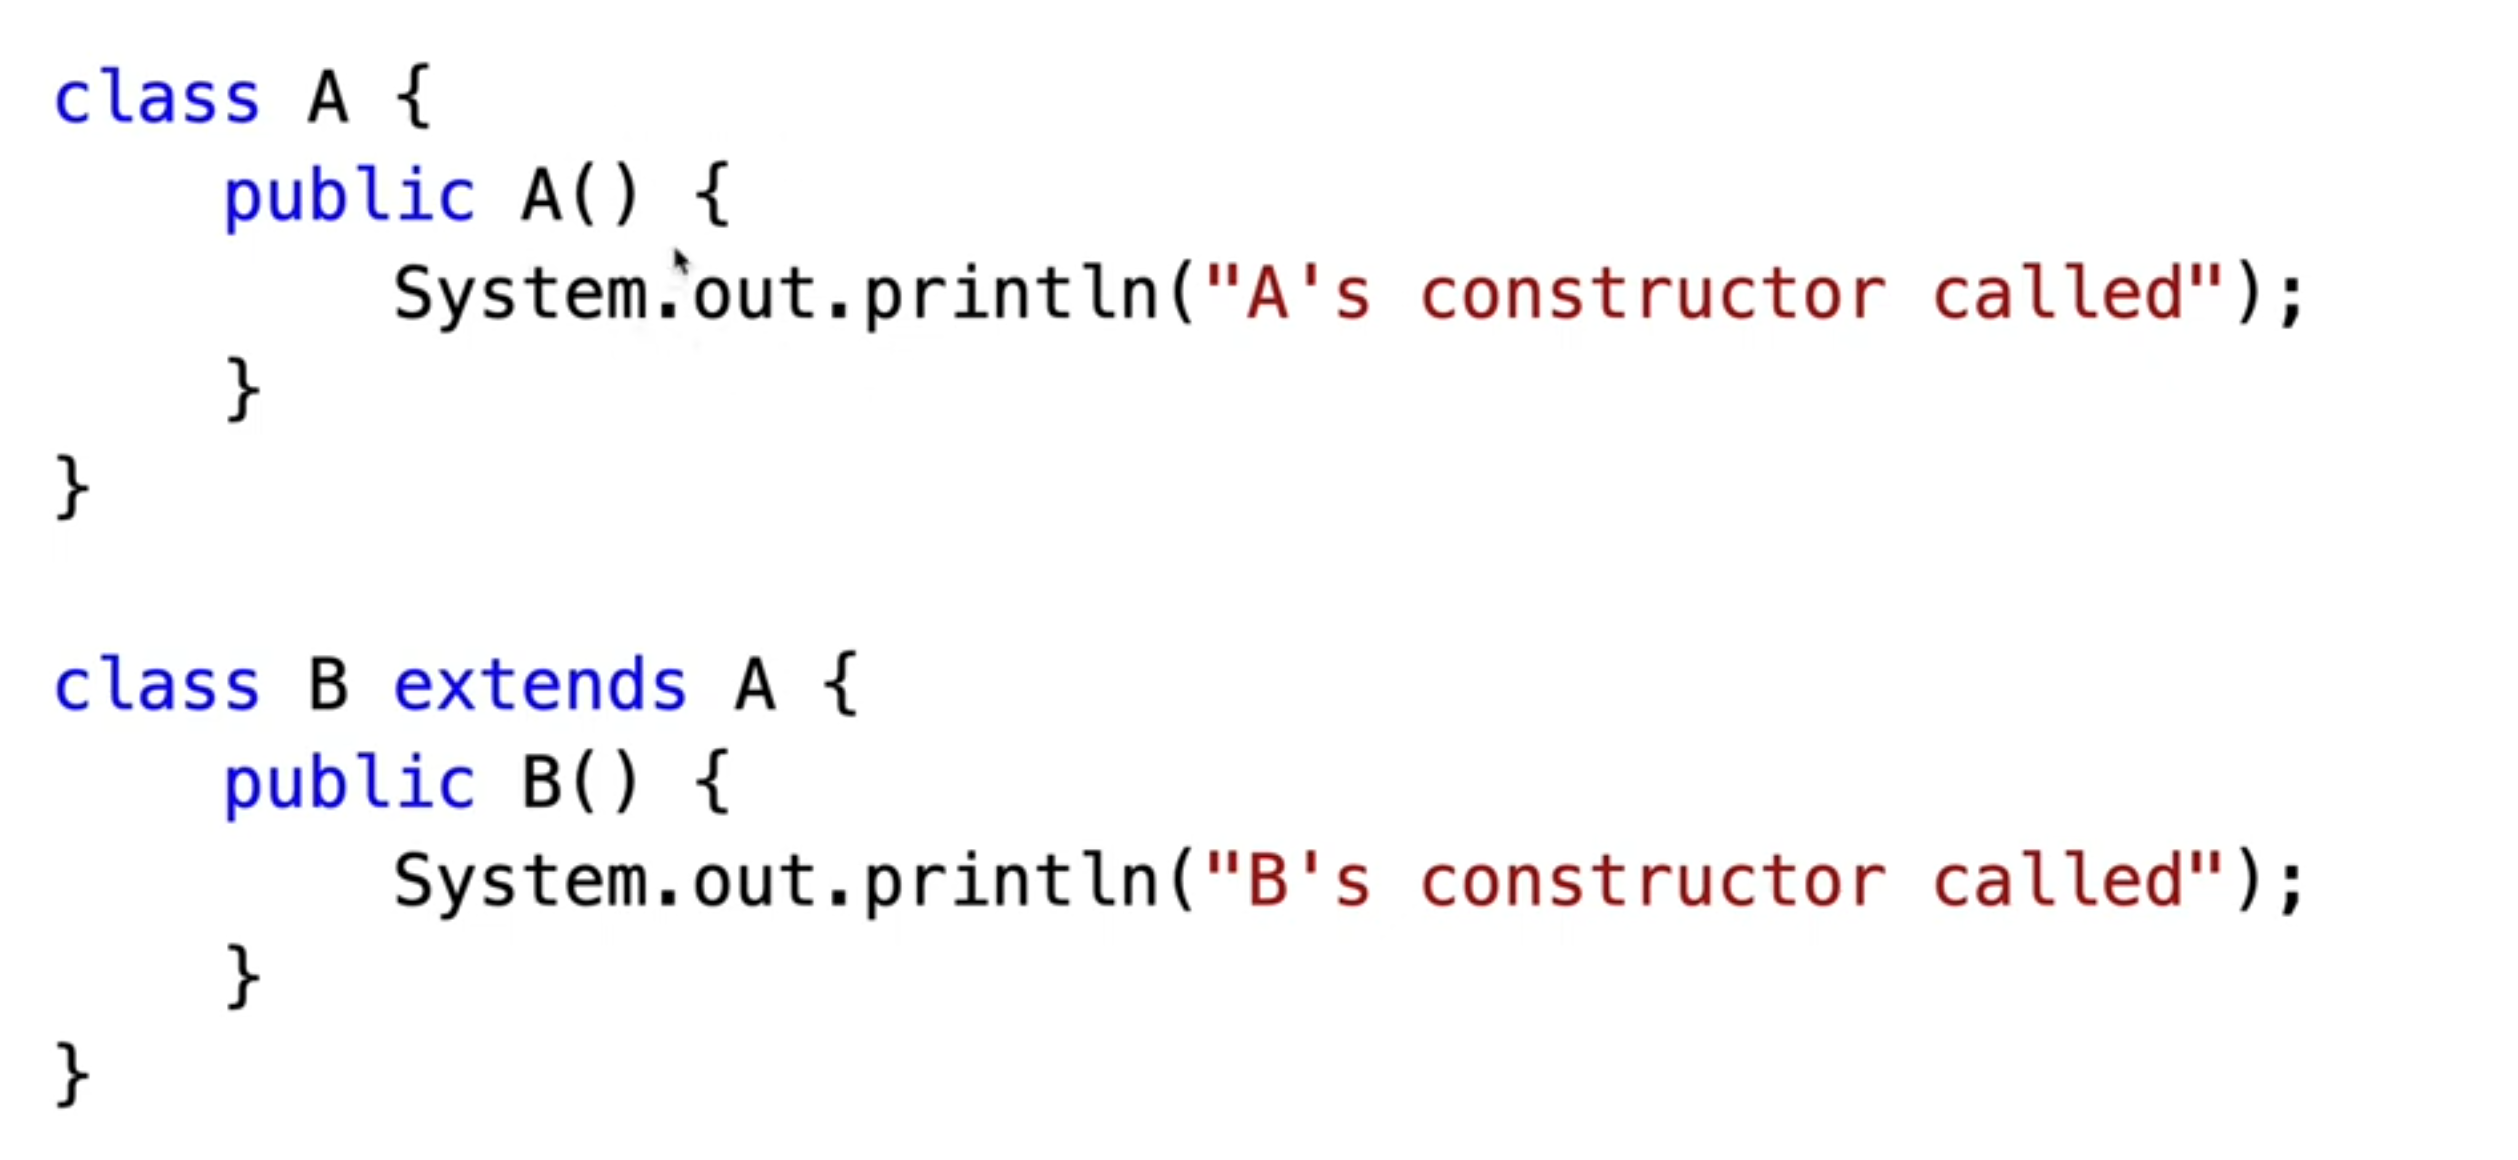 class A {
    public A() {
        System.out.println("A's constructor called");
    }
}

class B extends A {
    public B() {
        System.out.println("B's constructor called");
    }
}